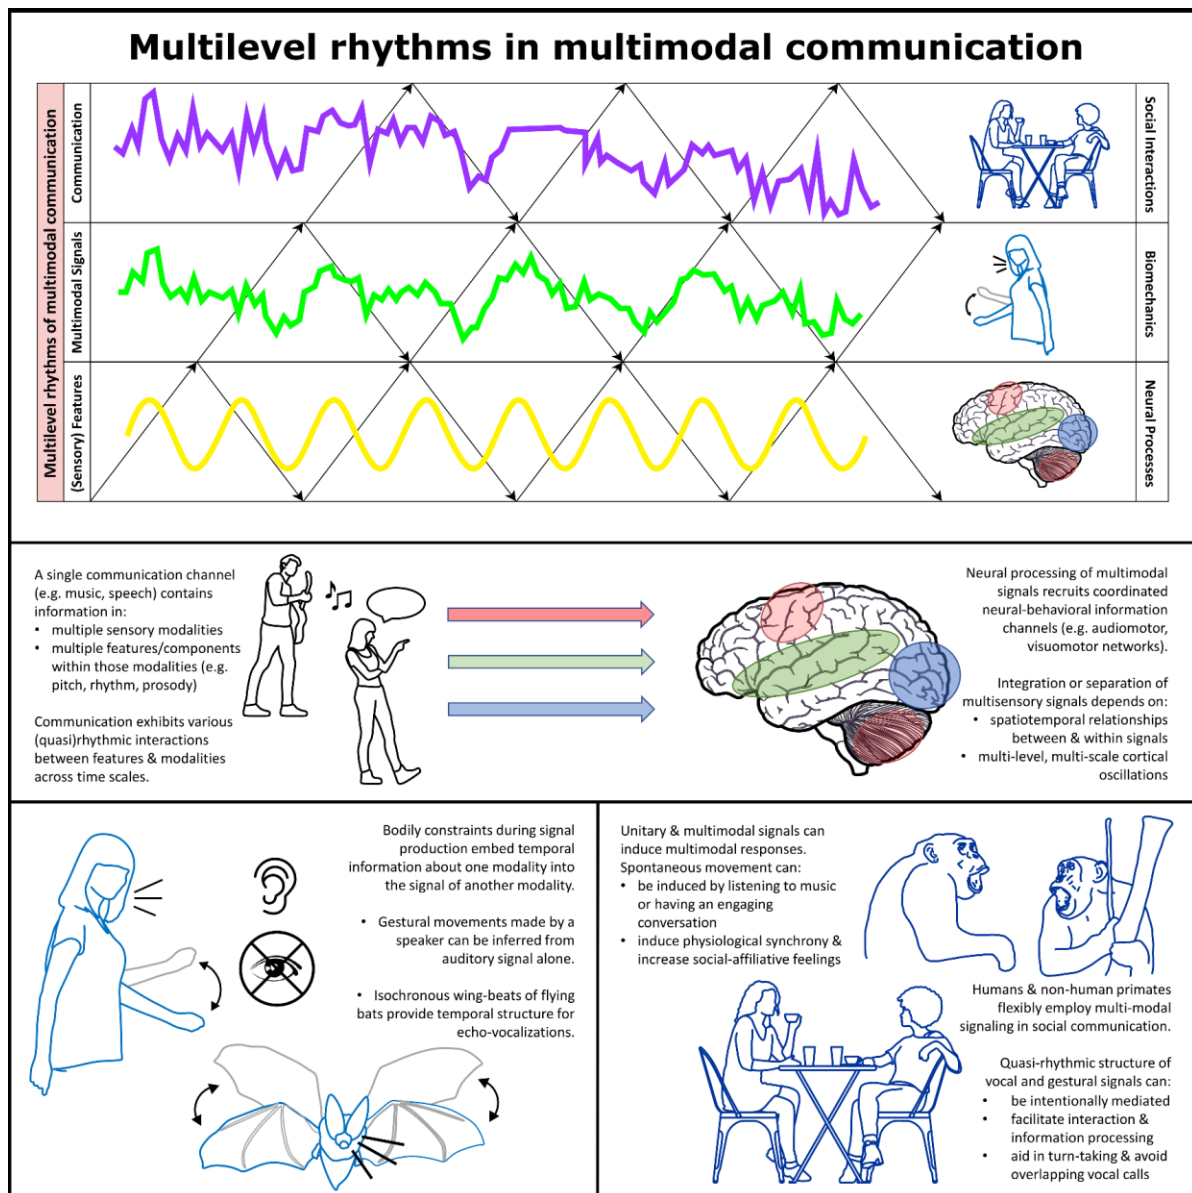 Multilevel rhythms in multimodal communication
Multilevel rhythms of multimodal communication
Communication
Social Interactions
Multimodal Signals
Biomechanics
(Sensory) Features
Neural Processes
A single communication channel
(e.g. music, speech) contains
information in:
• multiple sensory modalities
• multiple features/components
within those modalities (e.g.
pitch, rhythm, prosody)
Communication exhibits various
(quasi)rhythmic interactions
between features & modalities
across time scales.
Neural processing of multimodal
signals recruits coordinated
neural-behavioral information
channels (e.g. audiomotor,
visuomotor networks).
Integration or separation of
multisensory signals depends on:
• spatiotemporal relationships
between & within signals
• multi-level, multi-scale cortical
oscillations
Bodily constraints during signal
production embed temporal
information about one modality into
the signal of another modality.
• Gestural movements made by a
speaker can be inferred from
auditory signal alone.
• Isochronous wing-beats of flying
bats provide temporal structure for
echo-vocalizations.
Unitary & multimodal signals can
induce multimodal responses.
Spontaneous movement can:
• be induced by listening to music
or having an engaging
conversation
• induce physiological synchrony &
increase social-affiliative feelings
Humans & non-human primates
flexibly employ multi-modal
signaling in social communication.
Quasi-rhythmic structure of
vocal and gestural signals can:
• be intentionally mediated
• facilitate interaction &
information processing
• aid in turn-taking & avoid
overlapping vocal calls